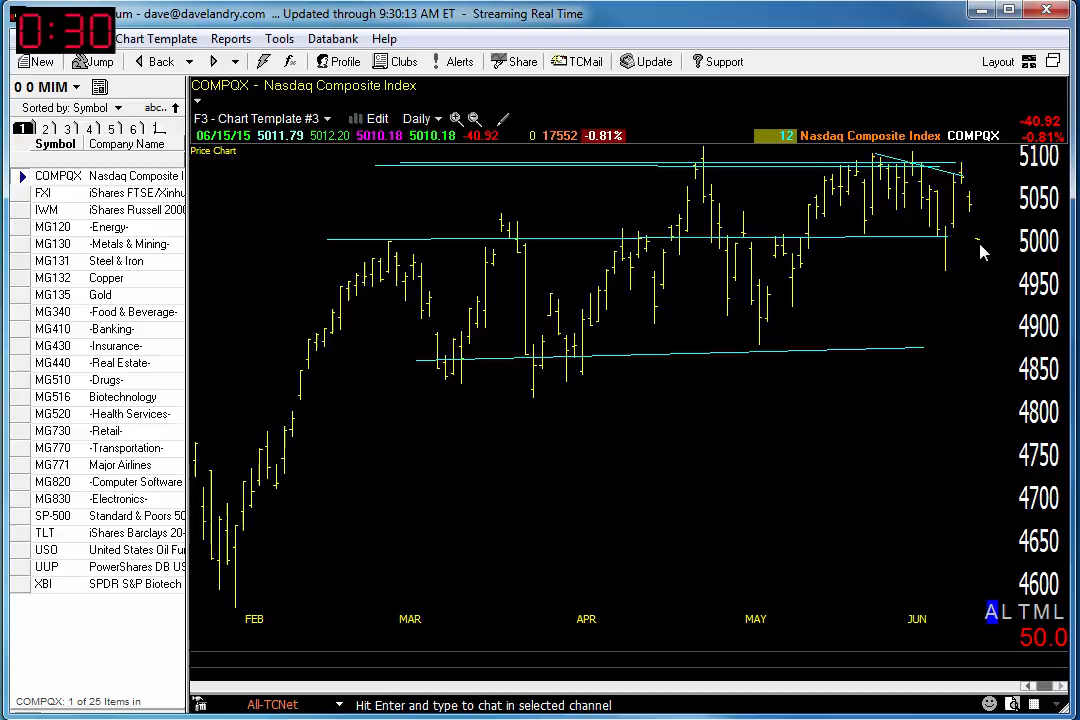 0:30
um - dave@davelandry.com ... Updated through 9:30:13 AM ET - Streaming Real Time
Chart Template Reports Tools Databank Help
New Jump Back Profile Clubs Alerts Share TCMail Update Support Layout
0 0 MIM
Sorted by: Symbol abc..
1 2 3 4 5 6
Symbol Company Name
COMPQX Nasdaq Composite I
FXI iShares FTSE/Xinhu
IWM iShares Russell 2000
MG120 -Energy-
MG130 -Metals & Mining-
MG131 Steel & Iron
MG132 Copper
MG135 Gold
MG340 -Food & Beverage-
MG410 -Banking-
MG430 -Insurance-
MG440 -Real Estate-
MG510 -Drugs-
MG516 Biotechnology
MG520 -Health Services-
MG730 -Retail-
MG770 -Transportation-
MG771 Major Airlines
MG820 -Computer Software
MG830 -Electronics-
SP-500 Standard & Poors 50
TLT iShares Barclays 20-
USO United States Oil Fun
UUP PowerShares DB US
XBI SPDR S&P Biotech
COMPQX: 1 of 25 Items in
COMPQX - Nasdaq Composite Index
F3 - Chart Template #3 Edit Daily
06/15/15 5011.79 5012.20 5010.18 5010.18 -40.92 0 17552 -0.81% 12 Nasdaq Composite Index COMPQX
-40.92
-0.81%
Price Chart
5100
5050
5000
4950
4900
4850
4800
4750
4700
4650
4600
FEB MAR APR MAY JUN
A L T M L
50.0
All-TCNet Hit Enter and type to chat in selected channel